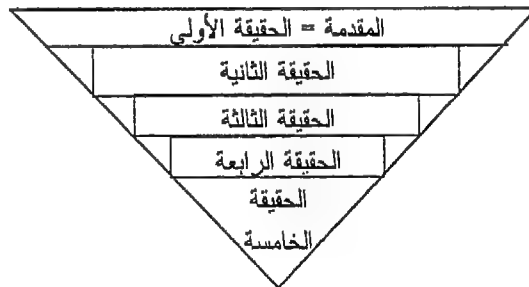 المقدمة = الحقيقة الأولى
الحقيقة الثانية
الحقيقة الثالثة
الحقيقة الرابعة
الحقيقة
الخامسة